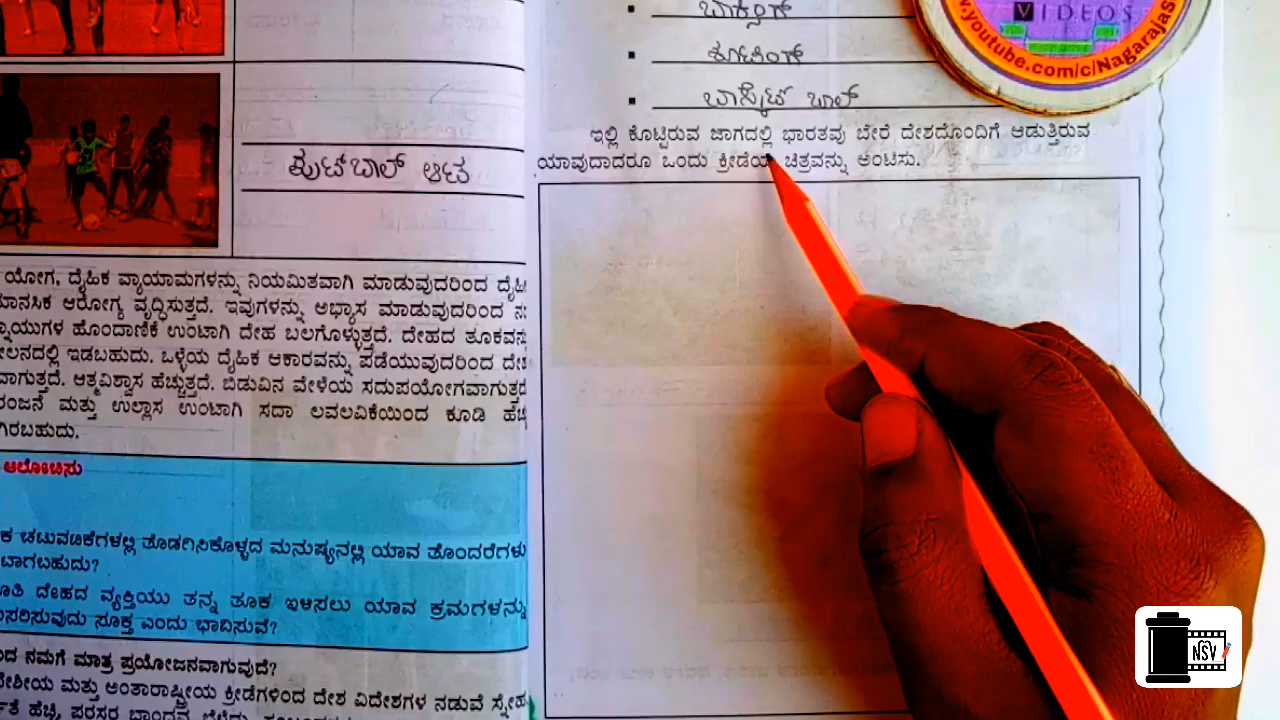 ಫುಟ್‌ಬಾಲ್ ಆಟ
ಯೋಗ, ದೈಹಿಕ ವ್ಯಾಯಾಮಗಳನ್ನು ನಿಯಮಿತವಾಗಿ ಮಾಡುವುದರಿಂದ
ಮಾನಸಿಕ ಆರೋಗ್ಯ ವೃದ್ಧಿಸುತ್ತದೆ. ಇವುಗಳನ್ನು ಅಭ್ಯಾಸ ಮಾಡುವುದರಿಂದ
ಸ್ನಾಯುಗಳ ಹೊಂದಾಣಿಕೆ ಉಂಟಾಗಿ ದೇಹ ಬಲಗೊಳ್ಳುತ್ತದೆ. ದೇಹದ ತೂಕವನ್ನು
ಲನದಲ್ಲಿ ಇಡಬಹುದು. ಒಳ್ಳೆಯ ದೈಹಿಕ ಆಕಾರವನ್ನು ಪಡೆಯುವುದರಿಂದ
ವಾಗುತ್ತದೆ. ಆತ್ಮವಿಶ್ವಾಸ ಹೆಚ್ಚುತ್ತದೆ. ಬಿಡುವಿನ ವೇಳೆಯ ಸದುಪಯೋಗವಾಗುತ್ತದೆ
ರಂಜನೆ ಮತ್ತು ಉಲ್ಲಾಸ ಉಂಟಾಗಿ ಸದಾ ಲವಲವಿಕೆಯಿಂದ ಕೂಡಿ
ಗಿರಬಹುದು.
ಆಲೋಚಿಸು
ಕ ಚಟುವಟಿಕೆಗಳಲ್ಲಿ ತೊಡಗಿಸಿಕೊಳ್ಳದ ಮನುಷ್ಯನಲ್ಲಿ ಯಾವ ತೊಂದರೆಗಳು
ಟಾಗಬಹುದು?
ದೇಹದ ವ್ಯಕ್ತಿಯು ತನ್ನ ತೂಕ ಇಳಿಸಲು ಯಾವ ಕ್ರಮಗಳನ್ನು
ಸರಿಸುವುದು ಸೂಕ್ತ ಎಂದು ಭಾವಿಸುವೆ?
ನಮಗೆ ಮಾತ್ರ ಪ್ರಯೋಜನವಾಗುವುದೆ?
ದೇಶೀಯ ಮತ್ತು ಅಂತಾರಾಷ್ಟ್ರೀಯ ಕ್ರೀಡೆಗಳಿಂದ ದೇಶ ವಿದೇಶಗಳ ನಡುವೆ ಸ್ನೇಹ
▪ ಬಾಕ್ಸಿಂಗ್
▪ ಶೂಟಿಂಗ್
▪ ಬಾಸ್ಕೆಟ್ ಬಾಲ್
ಇಲ್ಲಿ ಕೊಟ್ಟಿರುವ ಜಾಗದಲ್ಲಿ ಭಾರತವು ಬೇರೆ ದೇಶದೊಂದಿಗೆ ಆಡುತ್ತಿರುವ
ಯಾವುದಾದರೂ ಒಂದು ಕ್ರೀಡೆಯ ಚಿತ್ರವನ್ನು ಅಂಟಿಸು.
VIDEOS
.youtube.com/c/NagarajaS
NSV